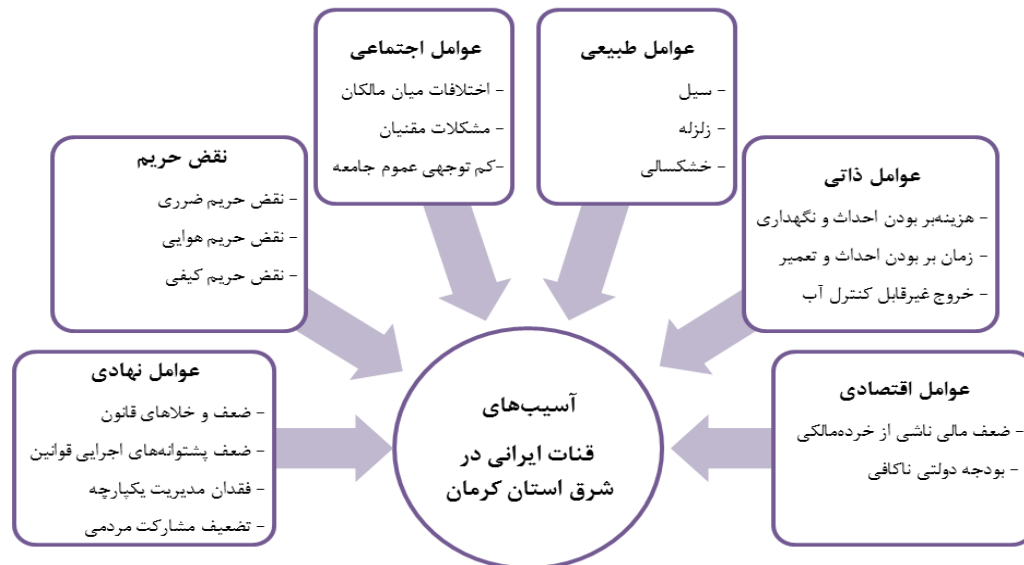 عوامل طبیعی
- سیل
- زلزله
- خشکسالی
عوامل اجتماعی
- اختلافات میان مالکان
- مشکلات مقنیان
-کم توجهی عموم جامعه
عوامل ذاتی
- هزینه‌بر بودن احداث و نگهداری
- زمان بر بودن احداث و تعمیر
- خروج غیرقابل کنترل آب
نقض حریم
- نقض حریم ضرری
- نقض حریم هوایی
- نقض حریم کیفی
عوامل اقتصادی
- ضعف مالی ناشی از خرده‌مالکی
- بودجه دولتی ناکافی
عوامل نهادی
- ضعف و خلاهای قانون
- ضعف پشتوانه‌های اجرایی قوانین
- فقدان مدیریت یکپارچه
- تضعیف مشارکت مردمی
آسیب‌های
قنات ایرانی در
شرق استان کرمان